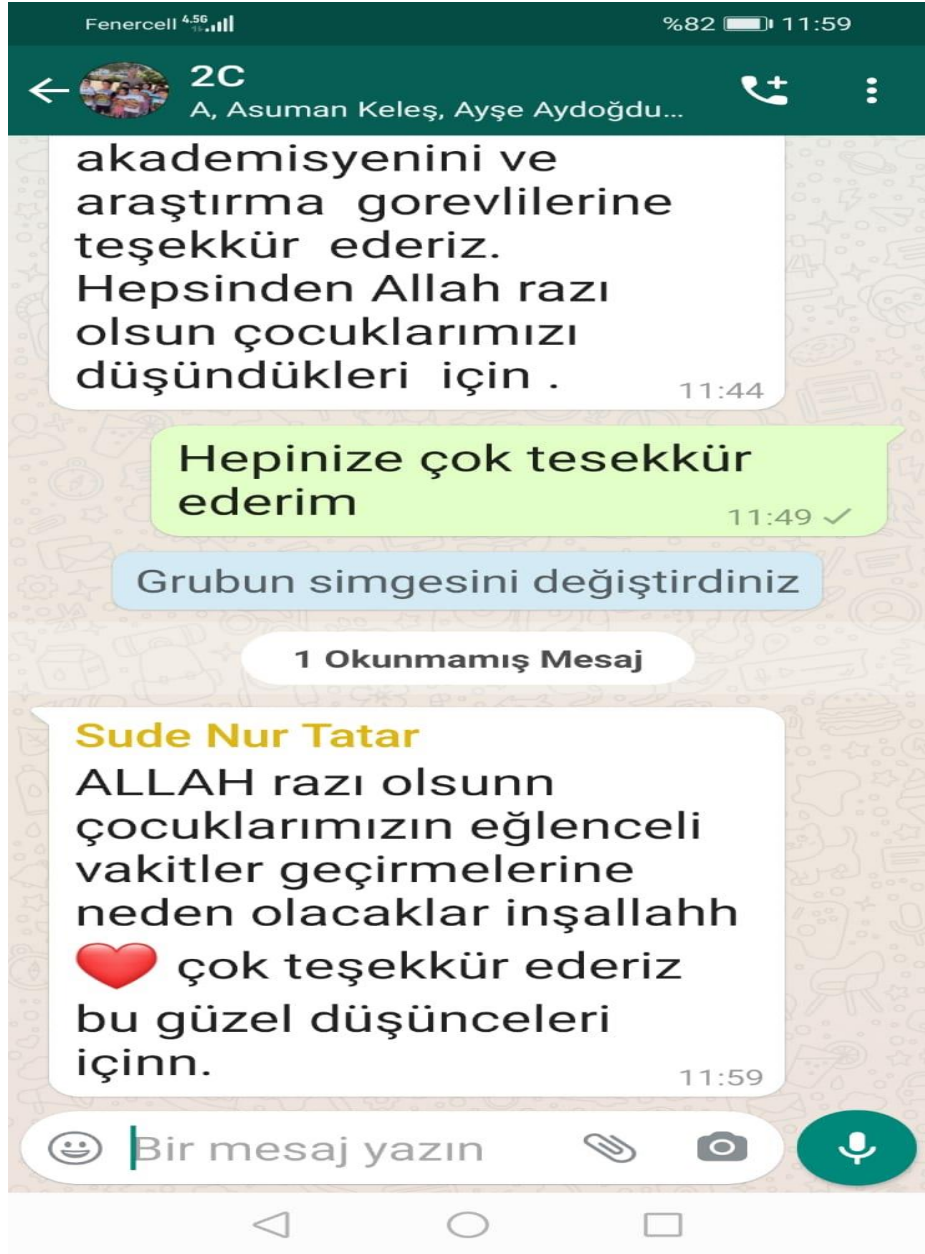 Fenercell 4.5G %82 11:59
2C
A, Asuman Keleş, Ayşe Aydoğdu...
akademisyenini ve
araştırma gorevlilerine
teşekkür ederiz.
Hepsinden Allah razı
olsun çocuklarımızı
düşündükleri için .
11:44
Hepinize çok tesekkür
ederim
11:49
Grubun simgesini değiştirdiniz
1 Okunmamış Mesaj
Sude Nur Tatar
ALLAH razı olsunn
çocuklarımızın eğlenceli
vakitler geçirmelerine
neden olacaklar inşallahh
❤️ çok teşekkür ederiz
bu güzel düşünceleri
içinn.
11:59
Bir mesaj yazın